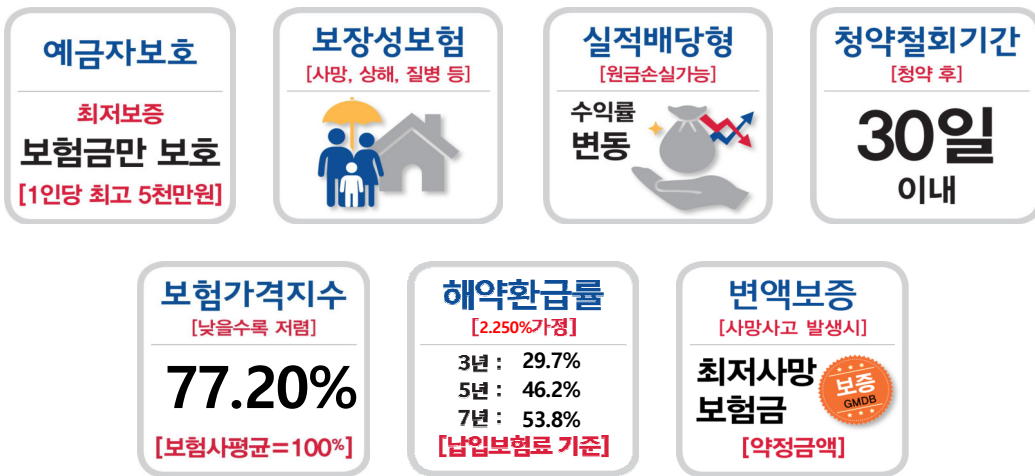 예금자보호
최저보증
보험금만 보호
[1인당 최고 5천만원]
보장성보험
[사망, 상해, 질병 등]
실적배당형
[원금손실가능]
수익률
변동
청약철회기간
[청약 후]
30일
이내
보험가격지수
[낮을수록 저렴]
77.20%
[보험사평균=100%]
해약환급률
[2.250%가정]
3년 : 29.7%
5년 : 46.2%
7년 : 53.8%
[납입보험료 기준]
변액보증
[사망사고 발생시]
최저사망
보험금
보증
GMDB
[약정금액]